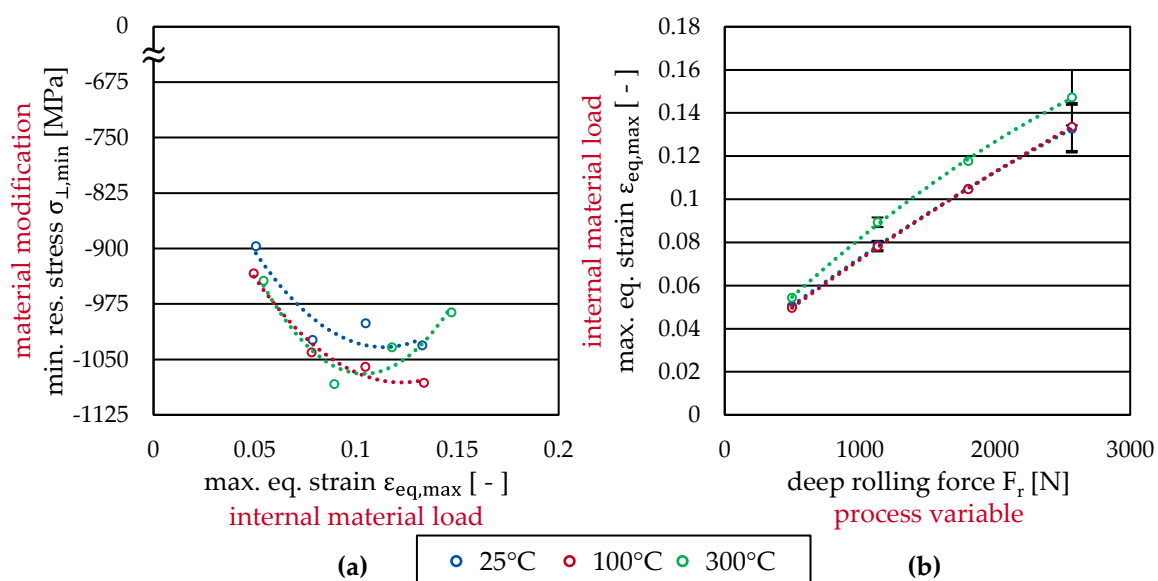 material modification
min. res. stress σ⊥,min [MPa]
0
-675
-750
-825
-900
-975
-1050
-1125
0
0.05
0.1
0.15
0.2
max. eq. strain εeq,max [ - ]
internal material load
(a)
internal material load
max. eq. strain εeq,max [ - ]
0.18
0.16
0.14
0.12
0.1
0.08
0.06
0.04
0.02
0
0
1000
2000
3000
deep rolling force Fr [N]
process variable
(b)
25°C
100°C
300°C